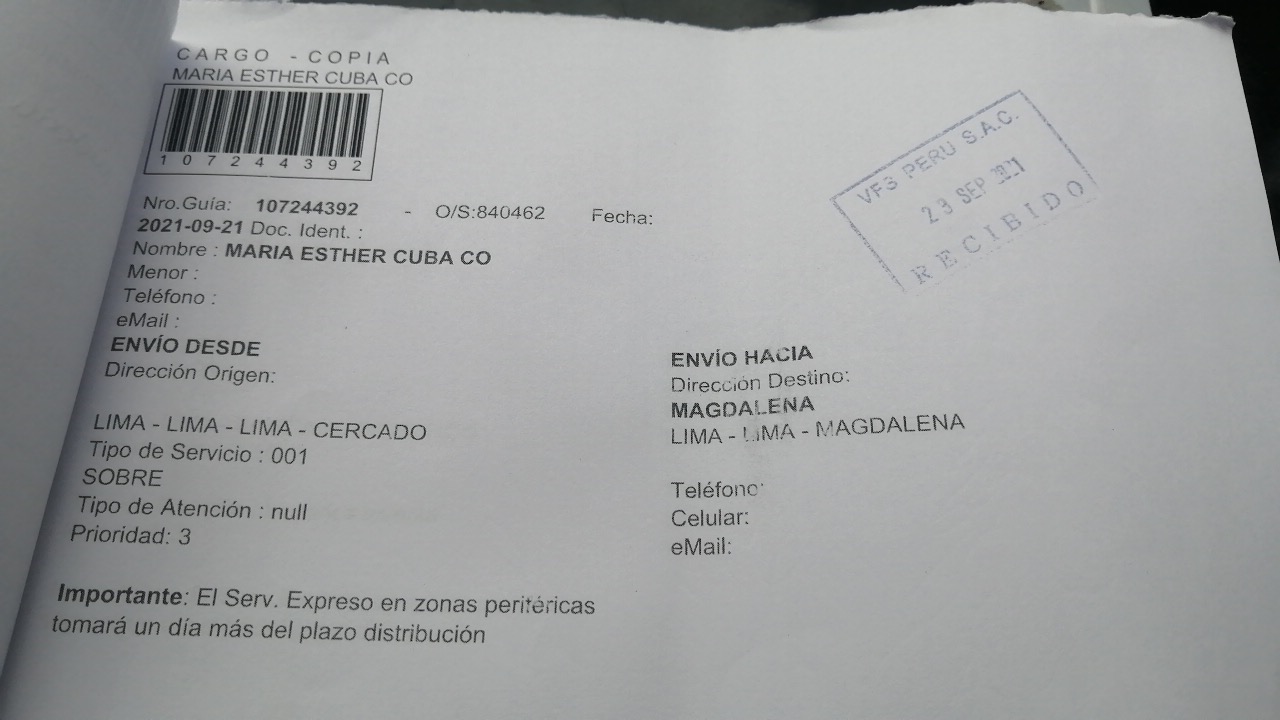 CARGO - COPIA
MARIA ESTHER CUBA CO
107244392
Nro.Guía: 107244392 - O/S:840462 Fecha:
2021-09-21 Doc. Ident. :
Nombre : MARIA ESTHER CUBA CO
Menor :
Teléfono :
eMail :
ENVÍO DESDE
Dirección Origen:
LIMA - LIMA - LIMA - CERCADO
Tipo de Servicio : 001
SOBRE
Tipo de Atención : null
Prioridad: 3
Importante: El Serv. Expreso en zonas periféricas
tomará un día más del plazo distribución
VF3 PERU S.A.C.
23 SEP 2021
RECIBIDO
ENVÍO HACIA
Dirección Destino:
MAGDALENA
LIMA - LIMA - MAGDALENA
Teléfono:
Celular:
eMail: